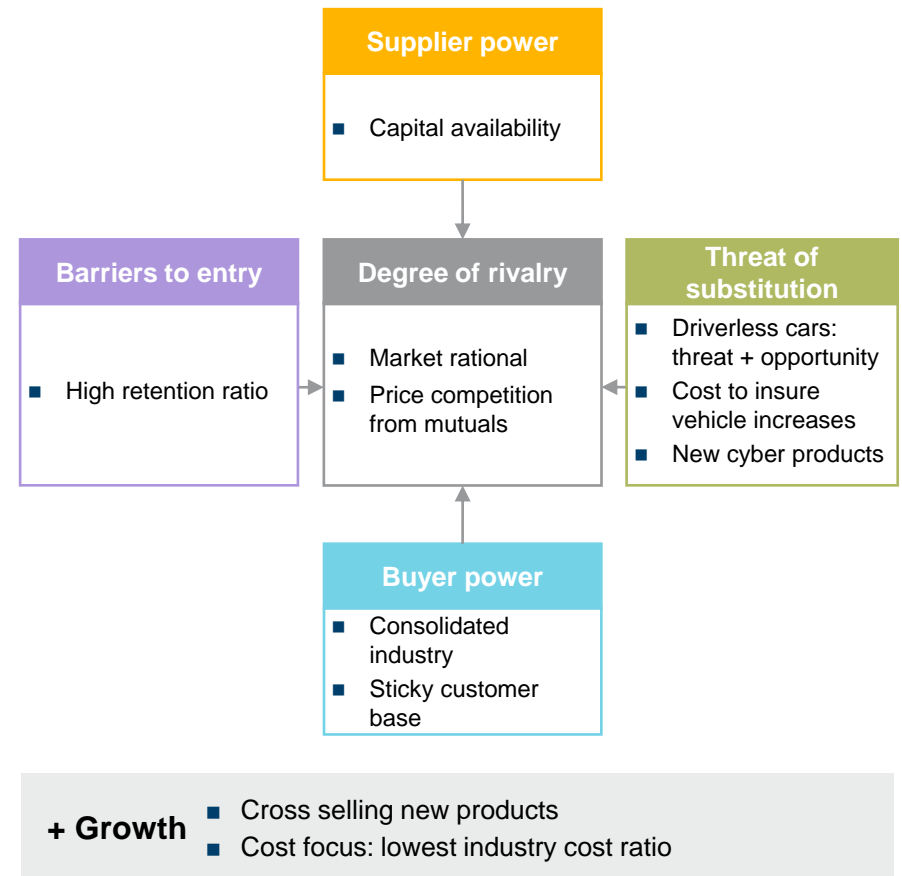 Supplier power
■ Capital availability
Barriers to entry
■ High retention ratio
Degree of rivalry
■ Market rational
■ Price competition
from mutuals
Threat of
substitution
■ Driverless cars:
threat + opportunity
■ Cost to insure
vehicle increases
■ New cyber products
Buyer power
■ Consolidated
industry
■ Sticky customer
base
+ Growth
■ Cross selling new products
■ Cost focus: lowest industry cost ratio